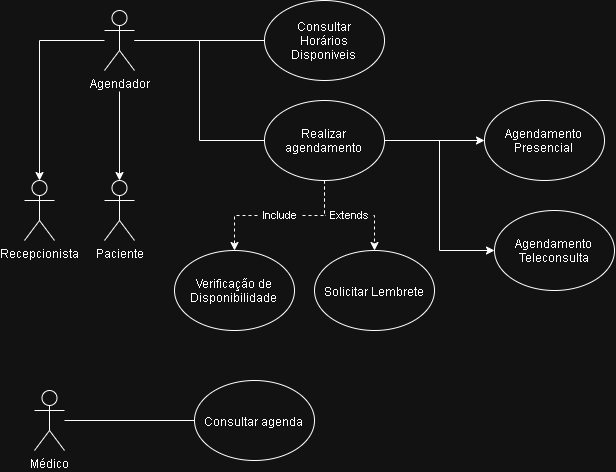 Consultar
Horários
Disponiveis
Agendador
Realizar
agendamento
Agendamento
Presencial
Include
Extends
Recepcionista
Paciente
Agendamento
Teleconsulta
Verificação de
Disponibilidade
Solicitar Lembrete
Consultar agenda
Médico